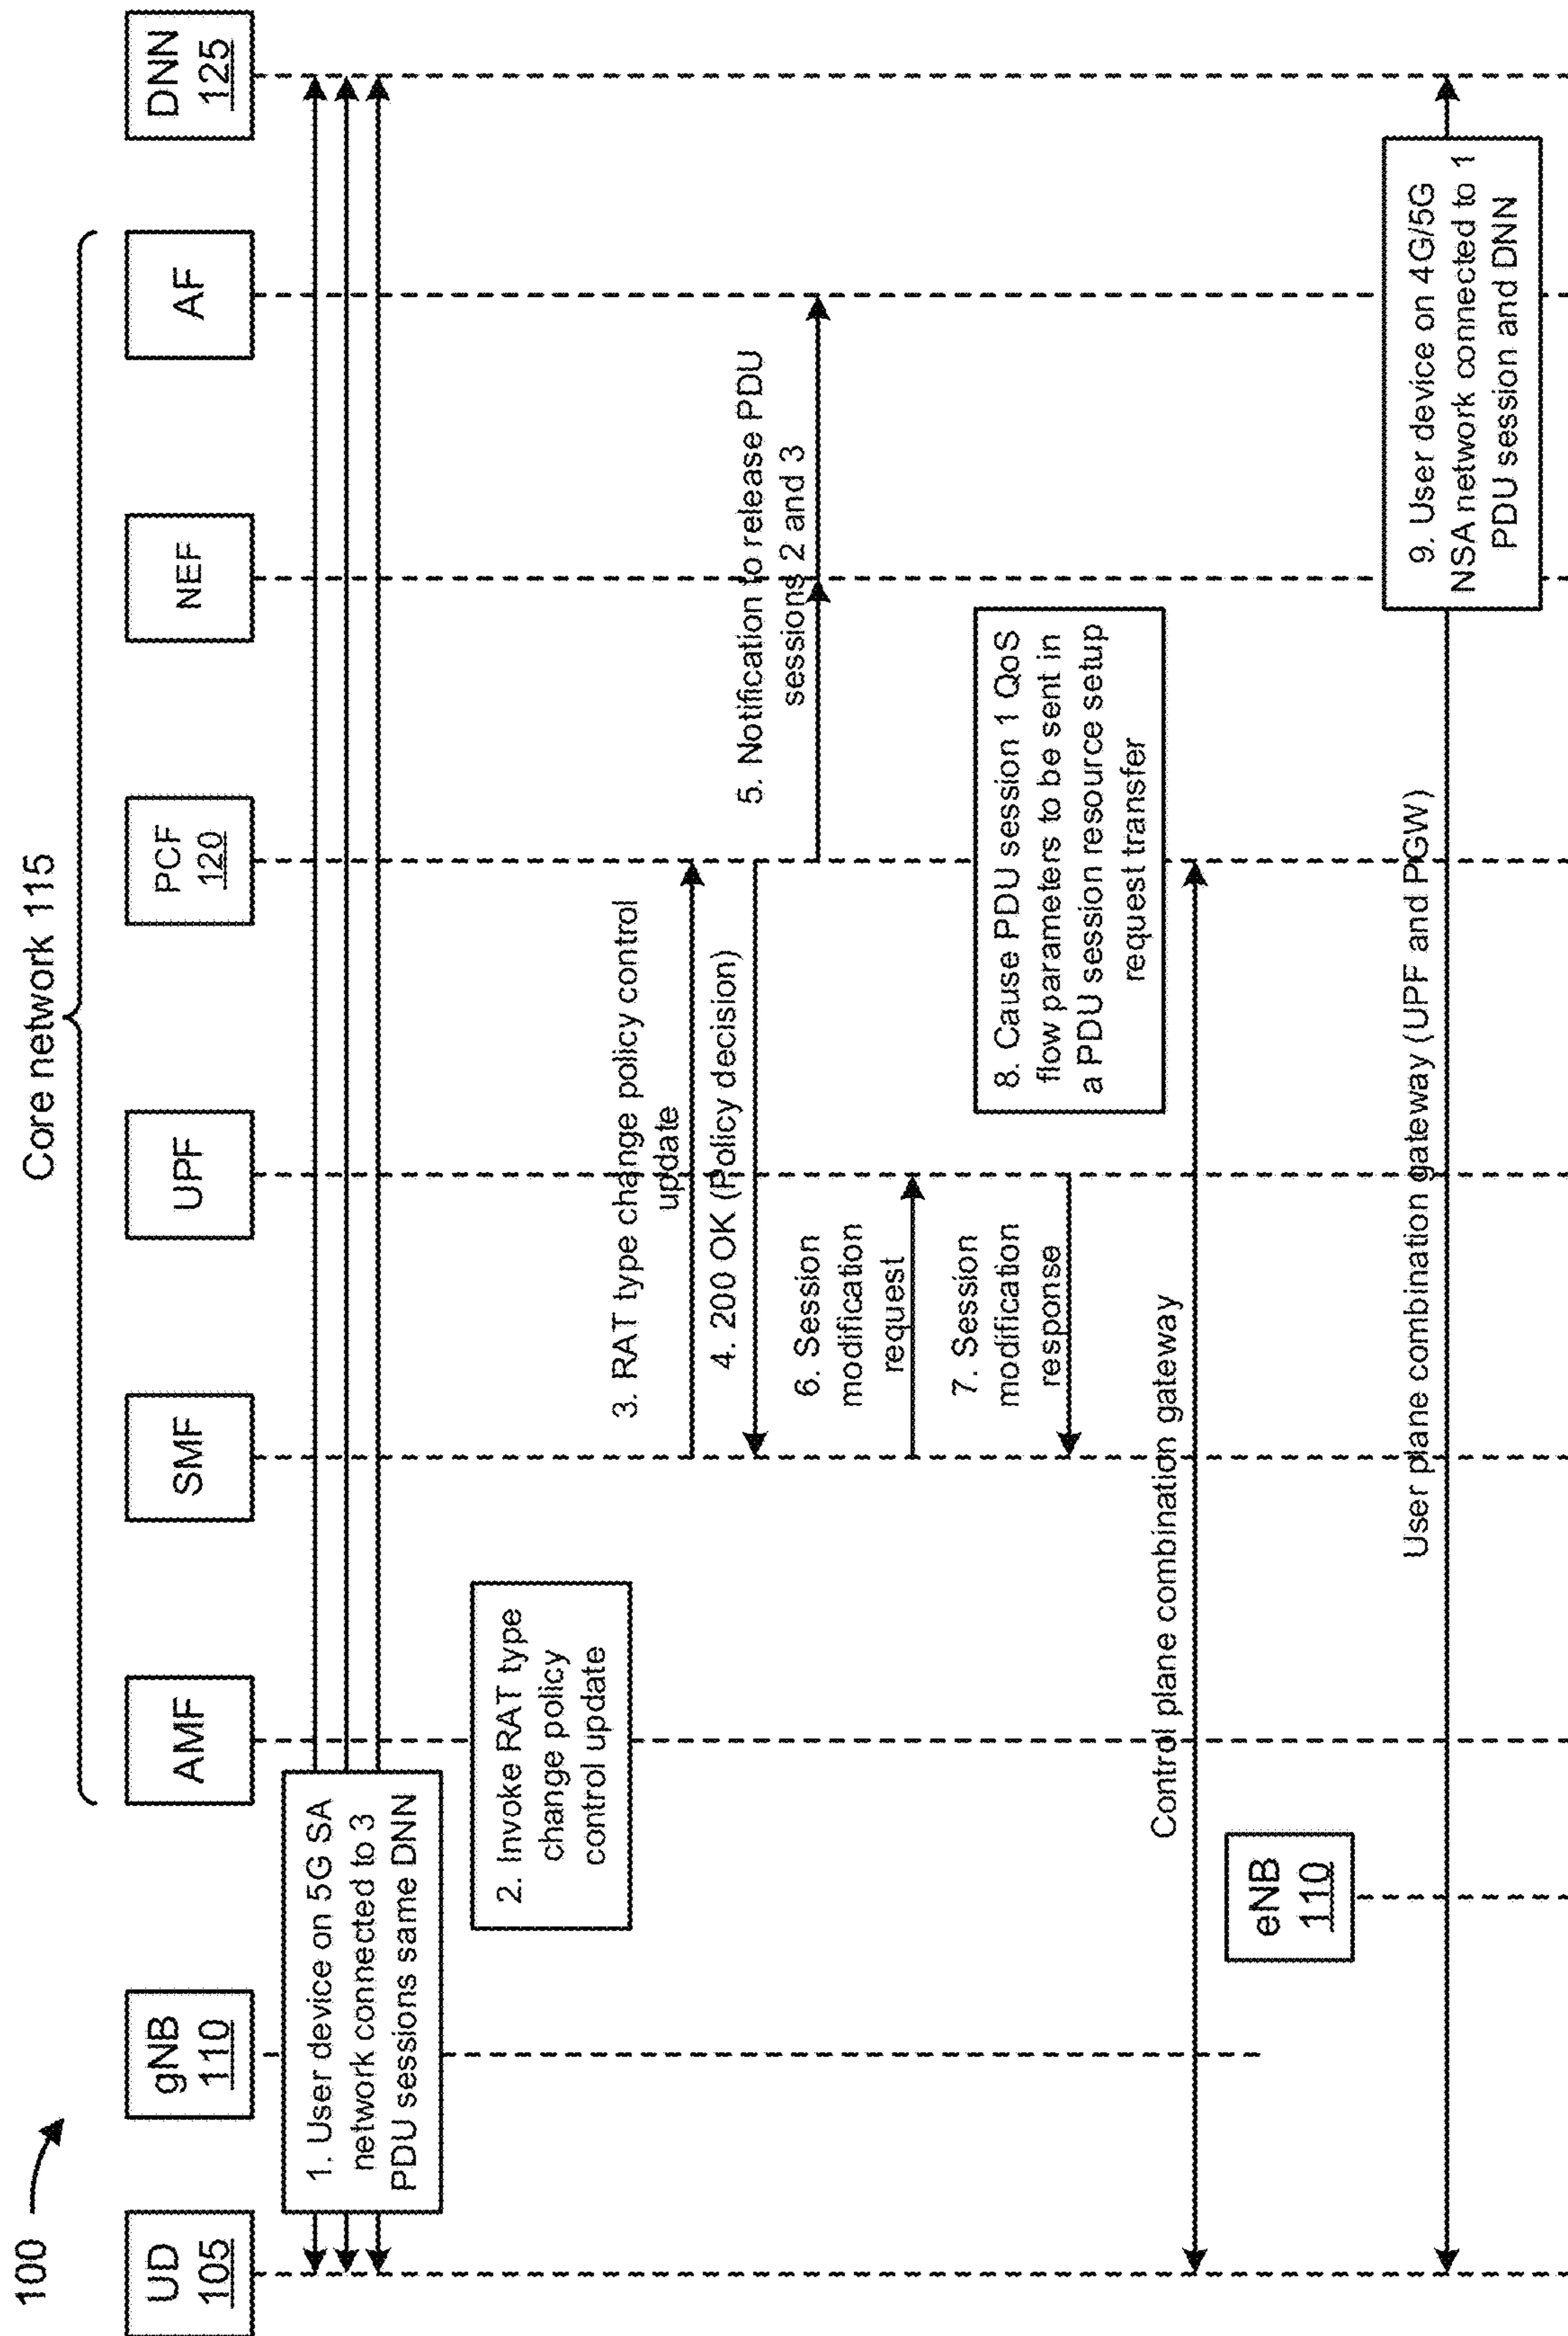 100
Core network 115
UD
105
gNB
110
AMF
SMF
UPF
PCF
120
NEF
AF
DNN
125
1. User device on 5G SA
network connected to 3
PDU sessions same DNN
2. Invoke RAT type
change policy
control update
3. RAT type change policy control
update
4. 200 OK (Policy decision)
5. Notification to release PDU
sessions 2 and 3
6. Session
modification
request
7. Session
modification
response
8. Cause PDU session 1 QoS
flow parameters to be sent in
a PDU session resource setup
request transfer
Control plane combination gateway
eNB
110
User plane combination gateway (UPF and PGW)
9. User device on 4G/5G
NSA network connected to 1
PDU session and DNN